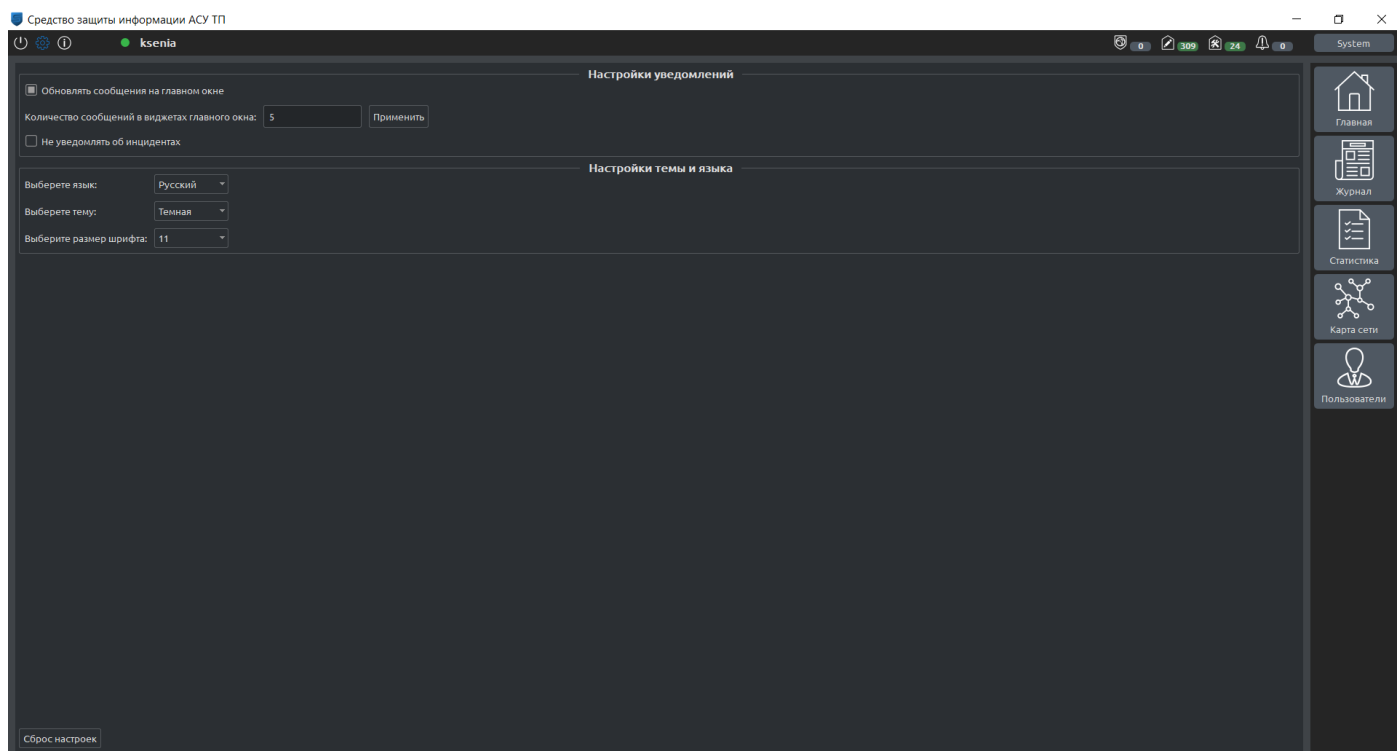 Средство защиты информации АСУ ТП
ksenia
0 309 24 0 System
Настройки уведомлений
Обновлять сообщения на главном окне
Количество сообщений в виджетах главного окна: 5 Применить
Не уведомлять об инцидентах
Настройки темы и языка
Выберете язык: Русский
Выберете тему: Темная
Выберите размер шрифта: 11
Главная
Журнал
Статистика
Карта сети
Пользователи
Сброс настроек